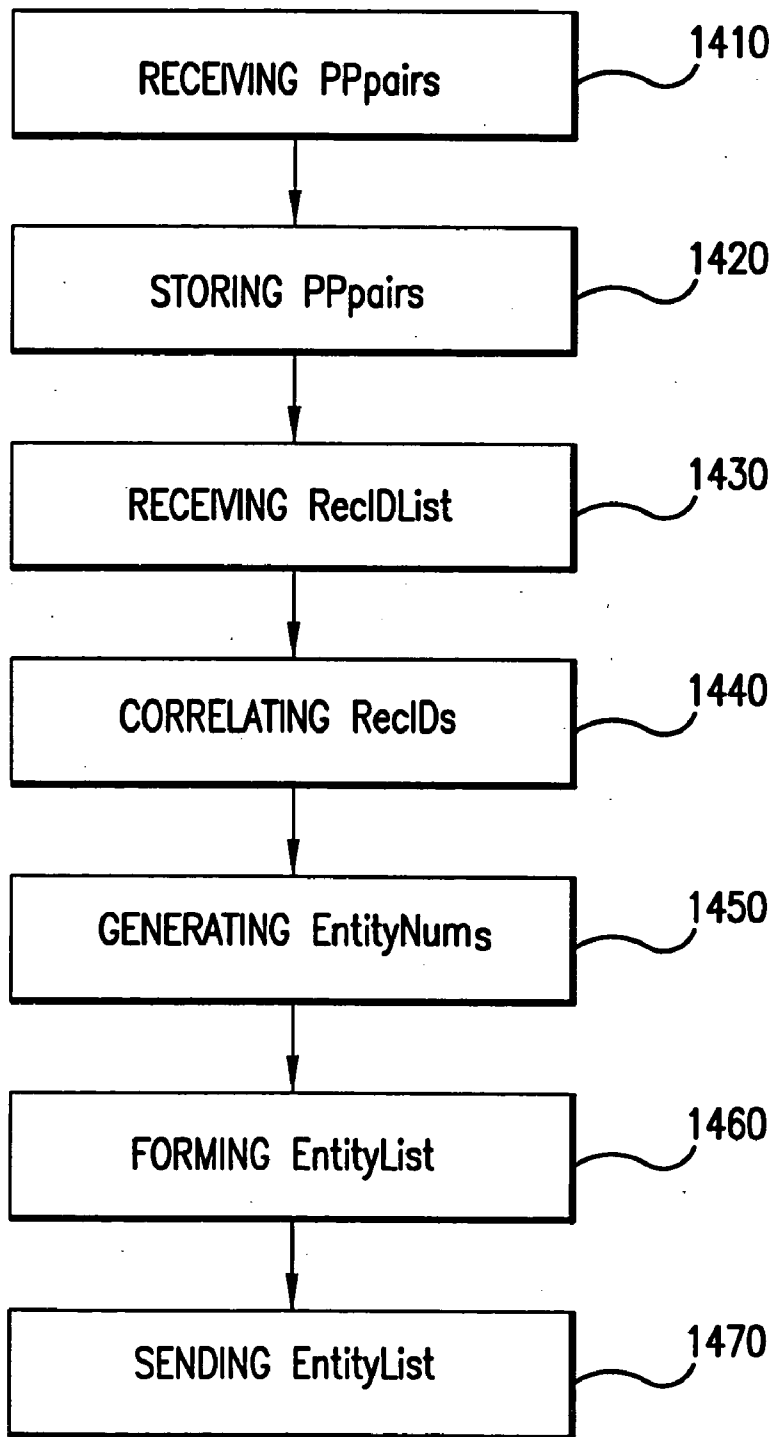 RECEIVING PPpairs
1410
STORING PPpairs
1420
RECEIVING RecIDList
1430
CORRELATING RecIDs
1440
GENERATING EntityNums
1450
FORMING EntityList
1460
SENDING EntityList
1470